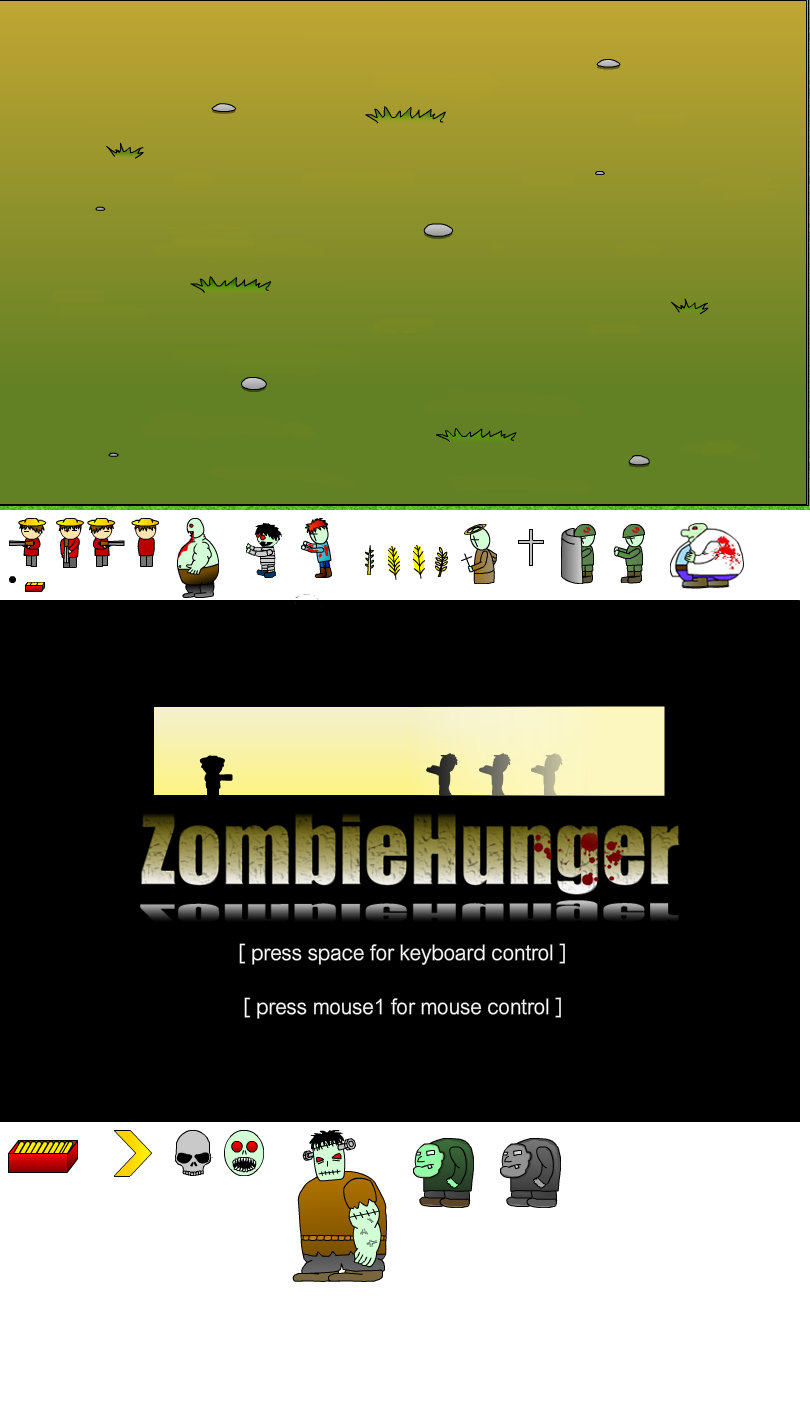 ZombieHunger
[ press space for keyboard control ]
[ press mouse1 for mouse control ]